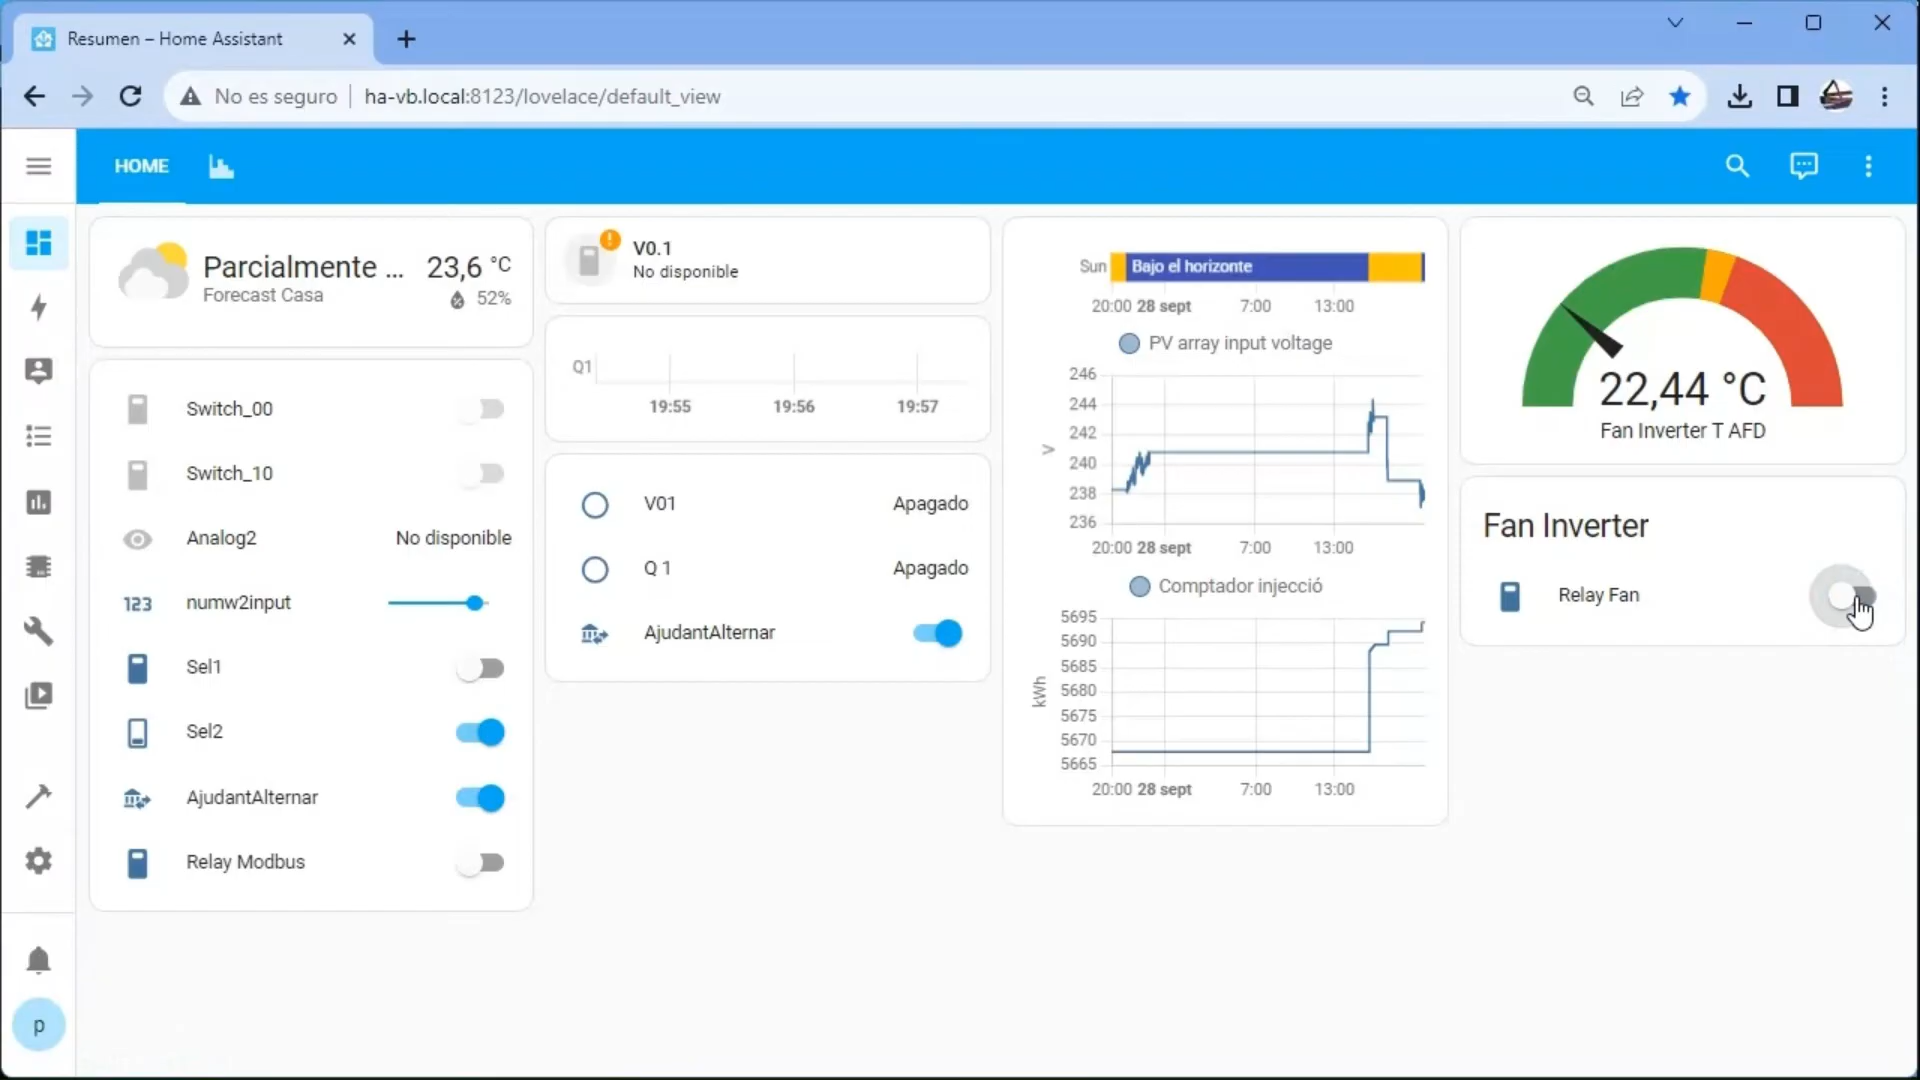 Resumen – Home Assistant
No es seguro
ha-vb.local:8123/lovelace/default_view
HOME
Parcialmente ...
23,6 °C
Forecast Casa
52%
Switch_00
Switch_10
Analog2
No disponible
123
numw2input
Sel1
Sel2
AjudantAlternar
Relay Modbus
V0.1
No disponible
Q1
19:55
19:56
19:57
V01
Apagado
Q 1
Apagado
AjudantAlternar
Sun
Bajo el horizonte
20:00 28 sept 7:00 13:00
PV array input voltage
246
244
242
V
240
238
236
20:00 28 sept 7:00 13:00
Comptador injecció
5695
5690
5685
kWh
5680
5675
5670
5665
20:00 28 sept 7:00 13:00
22,44 °C
Fan Inverter T AFD
Fan Inverter
Relay Fan
p